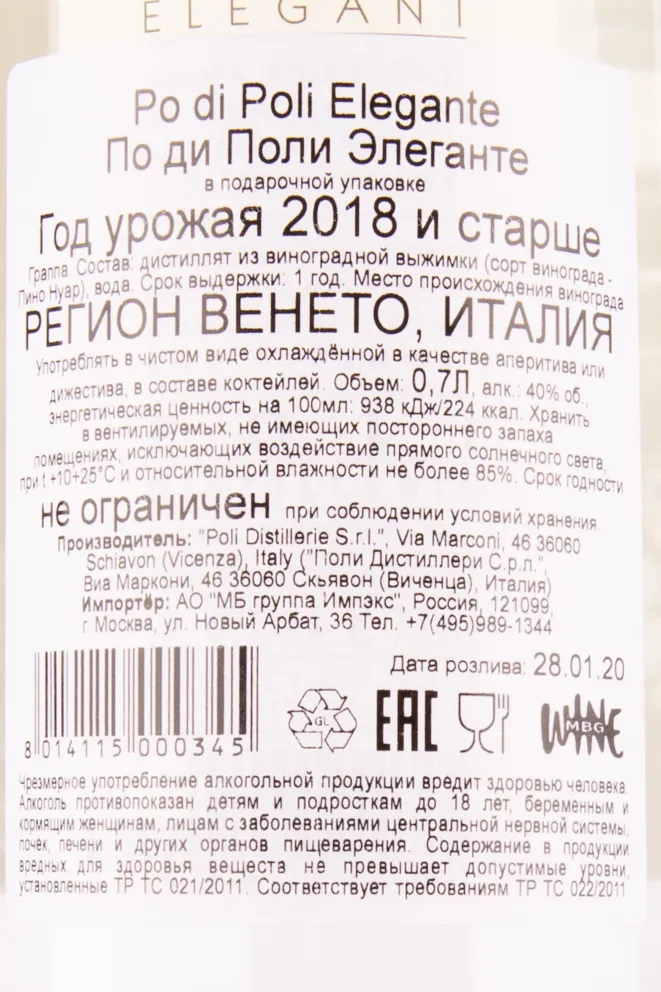 ELEGANT
Po di Poli Elegante
По ди Поли Элеганте
в подарочной упаковке
Год урожая 2018 и старше
Граппа. Состав: дистиллят из виноградной выжимки (сорт винограда -
Пино Нуар), вода. Срок выдержки: 1 год. Место происхождения винограда
РЕГИОН ВЕНЕТО, ИТАЛИЯ
Употреблять в чистом виде охлаждённой в качестве аперитива или
дижестива, в составе коктейлей. Объем: 0,7Л, алк.: 40% об.,
энергетическая ценность на 100мл: 938 кДж/224 ккал. Хранить
в вентилируемых, не имеющих постороннего запаха
помещениях, исключающих воздействие прямого солнечного света,
при t +10+25°С и относительной влажности не более 85%. Срок годности
не ограничен при соблюдении условий хранения.
Производитель: "Poli Distillerie S.r.l.", Via Marconi, 46 36060
Schiavon (Vicenza), Italy ("Поли Дистиллери С.р.л.",
Виа Маркони, 46 36060 Скьявон (Виченца), Италия)
Импортёр: АО "МБ группа Импэкс", Россия, 121099,
г. Москва, ул. Новый Арбат, 36 Тел. +7(495)989-1344
Дата розлива: 28.01.20
GL
EAC
WINE
MBG
8 014115 000345
Чрезмерное употребление алкогольной продукции вредит здоровью человека.
Алкоголь противопоказан детям и подросткам до 18 лет, беременным и
кормящим женщинам, лицам с заболеваниями центральной нервной системы,
почек, печени и других органов пищеварения. Содержание в продукции
вредных для здоровья веществ не превышает допустимые уровни,
установленные ТР ТС 021/2011. Соответствует требованиям ТР ТС 022/2011